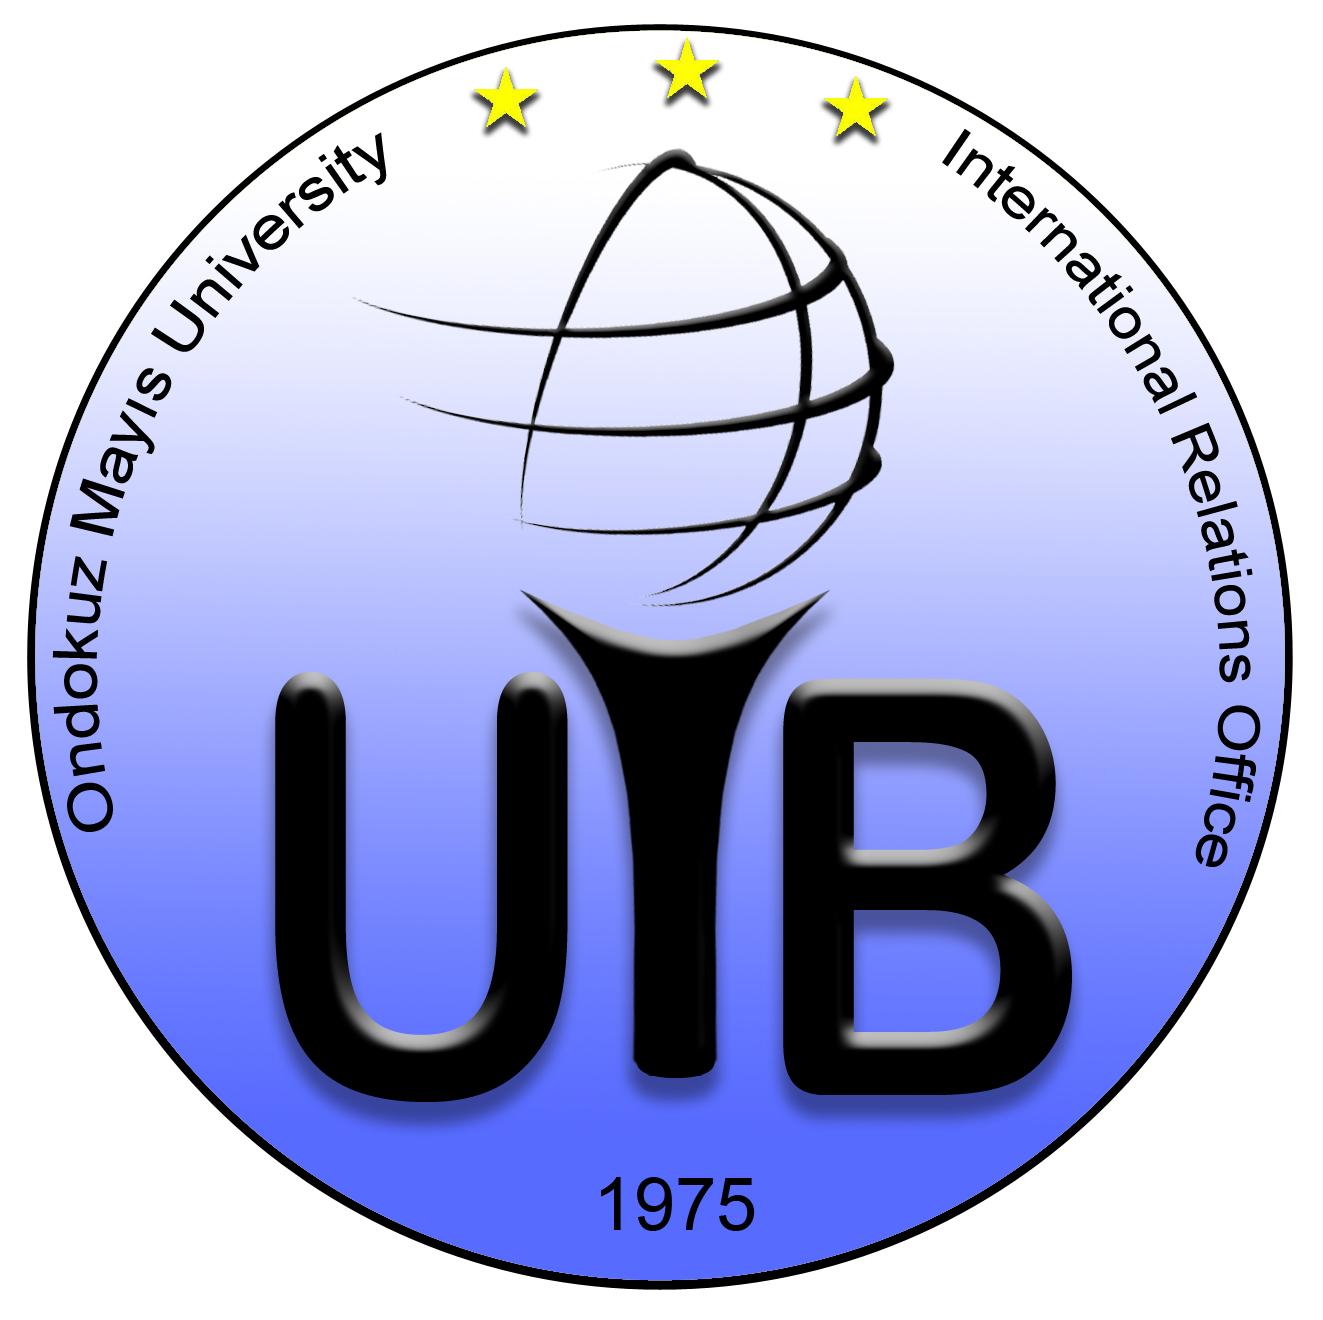 Ondokuz Mayıs University
International Relations Office
UIB
1975